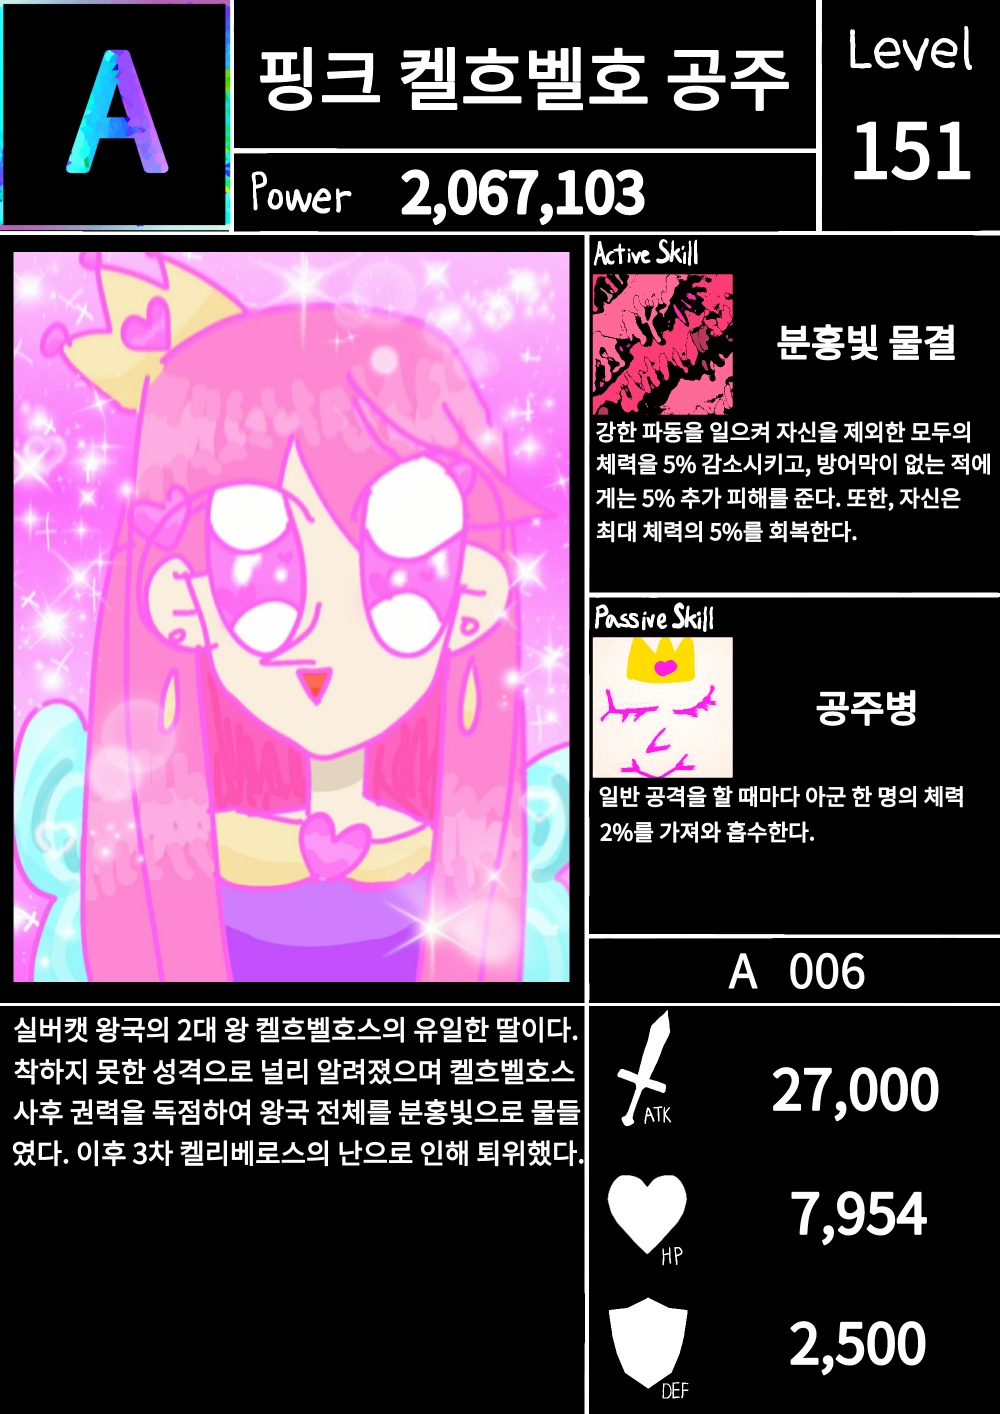 A
핑크 켈흐벨호 공주
Level
151
Power 2,067,103
Active Skill
분홍빛 물결
강한 파동을 일으켜 자신을 제외한 모두의
체력을 5% 감소시키고, 방어막이 없는 적에
게는 5% 추가 피해를 준다. 또한, 자신은
최대 체력의 5%를 회복한다.
Passive Skill
공주병
일반 공격을 할 때마다 아군 한 명의 체력
2%를 가져와 흡수한다.
A 006
실버캣 왕국의 2대 왕 켈흐벨호스의 유일한 딸이다.
착하지 못한 성격으로 널리 알려졌으며 켈흐벨호스
사후 권력을 독점하여 왕국 전체를 분홍빛으로 물들
였다. 이후 3차 켈리베로스의 난으로 인해 퇴위했다.
ATK 27,000
HP 7,954
DEF 2,500